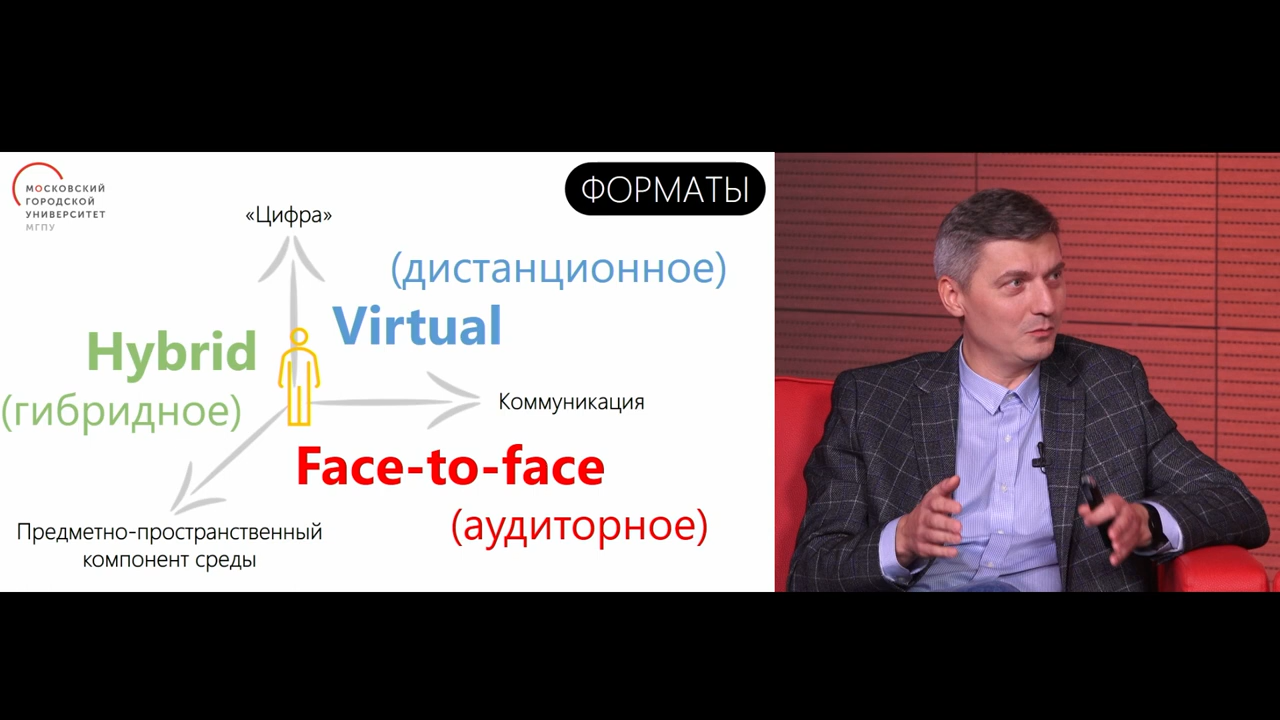 МОСКОВСКИЙ
ГОРОДСКОЙ
УНИВЕРСИТЕТ
МГПУ
ФОРМАТЫ
«Цифра»
(дистанционное)
Virtual
Hybrid
(гибридное)
Коммуникация
Face-to-face
(аудиторное)
Предметно-пространственный
компонент среды